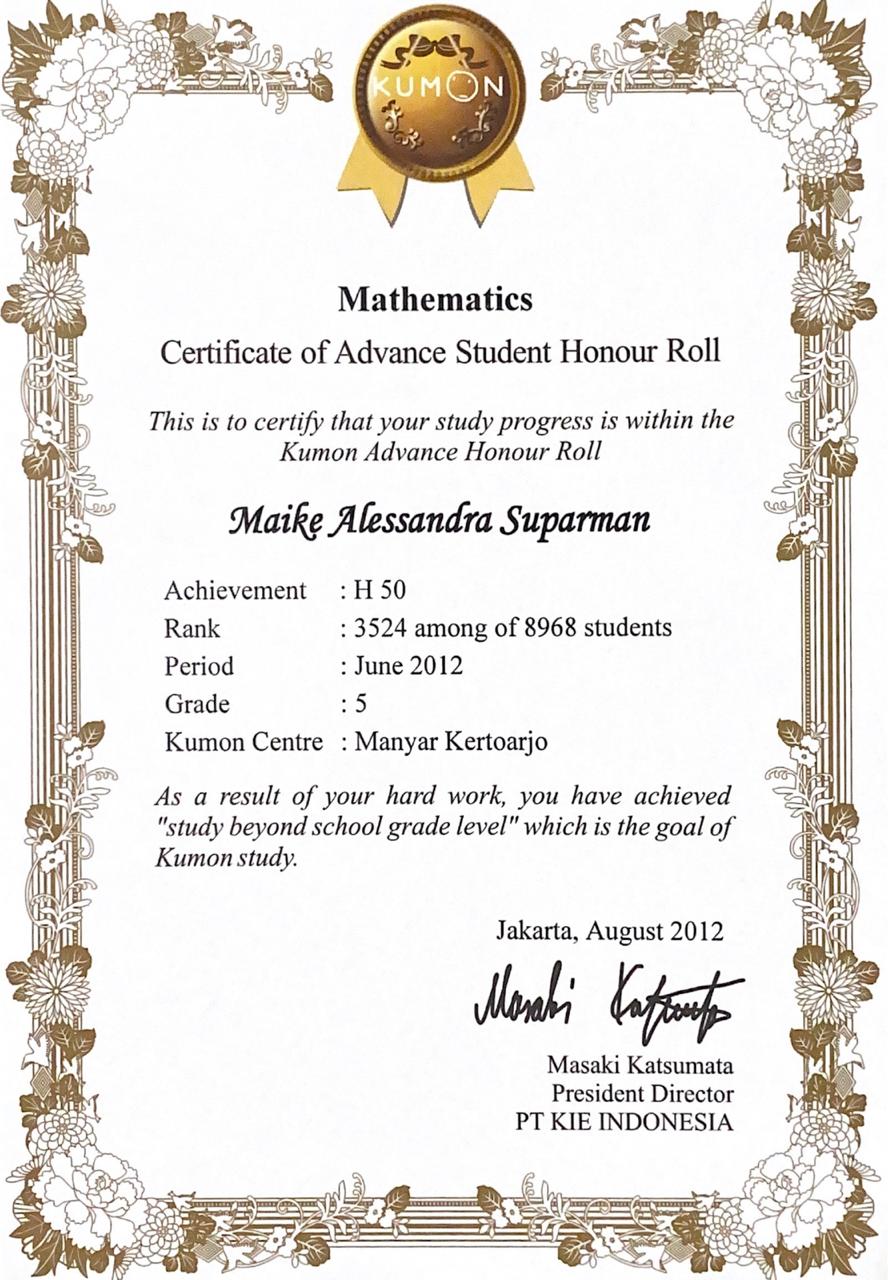 KUMON
Mathematics
Certificate of Advance Student Honour Roll
This is to certify that your study progress is within the
Kumon Advance Honour Roll
Maike Alessandra Suparman
Achievement : H 50
Rank : 3524 among of 8968 students
Period : June 2012
Grade : 5
Kumon Centre : Manyar Kertoarjo
As a result of your hard work, you have achieved
"study beyond school grade level" which is the goal of
Kumon study.
Jakarta, August 2012
Masaki Katsumata
Masaki Katsumata
President Director
PT KIE INDONESIA